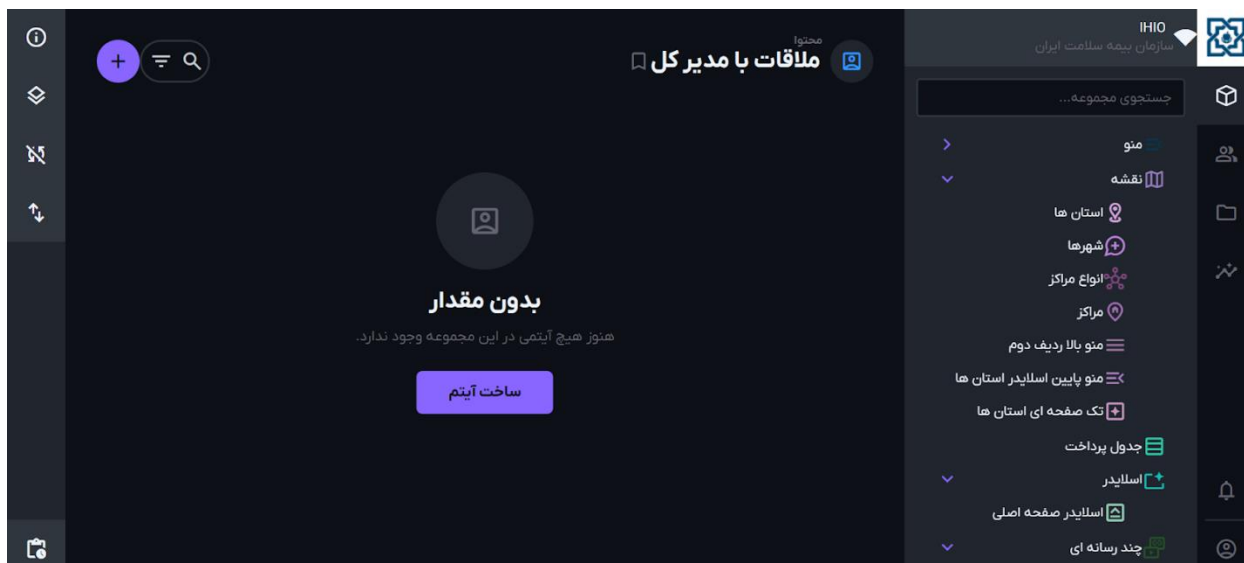 IHIO
سازمان بیمه سلامت ایران
جستجوی مجموعه...
منو
نقشه
استان ها
شهرها
انواع مراکز
مراکز
منو بالا ردیف دوم
منو پایین اسلایدر استان ها
تک صفحه ای استان ها
جدول پرداخت
اسلایدر
اسلایدر صفحه اصلی
چند رسانه ای
محتوا
ملاقات با مدیر کل
بدون مقدار
هنوز هیچ آیتمی در این مجموعه وجود ندارد.
ساخت آیتم